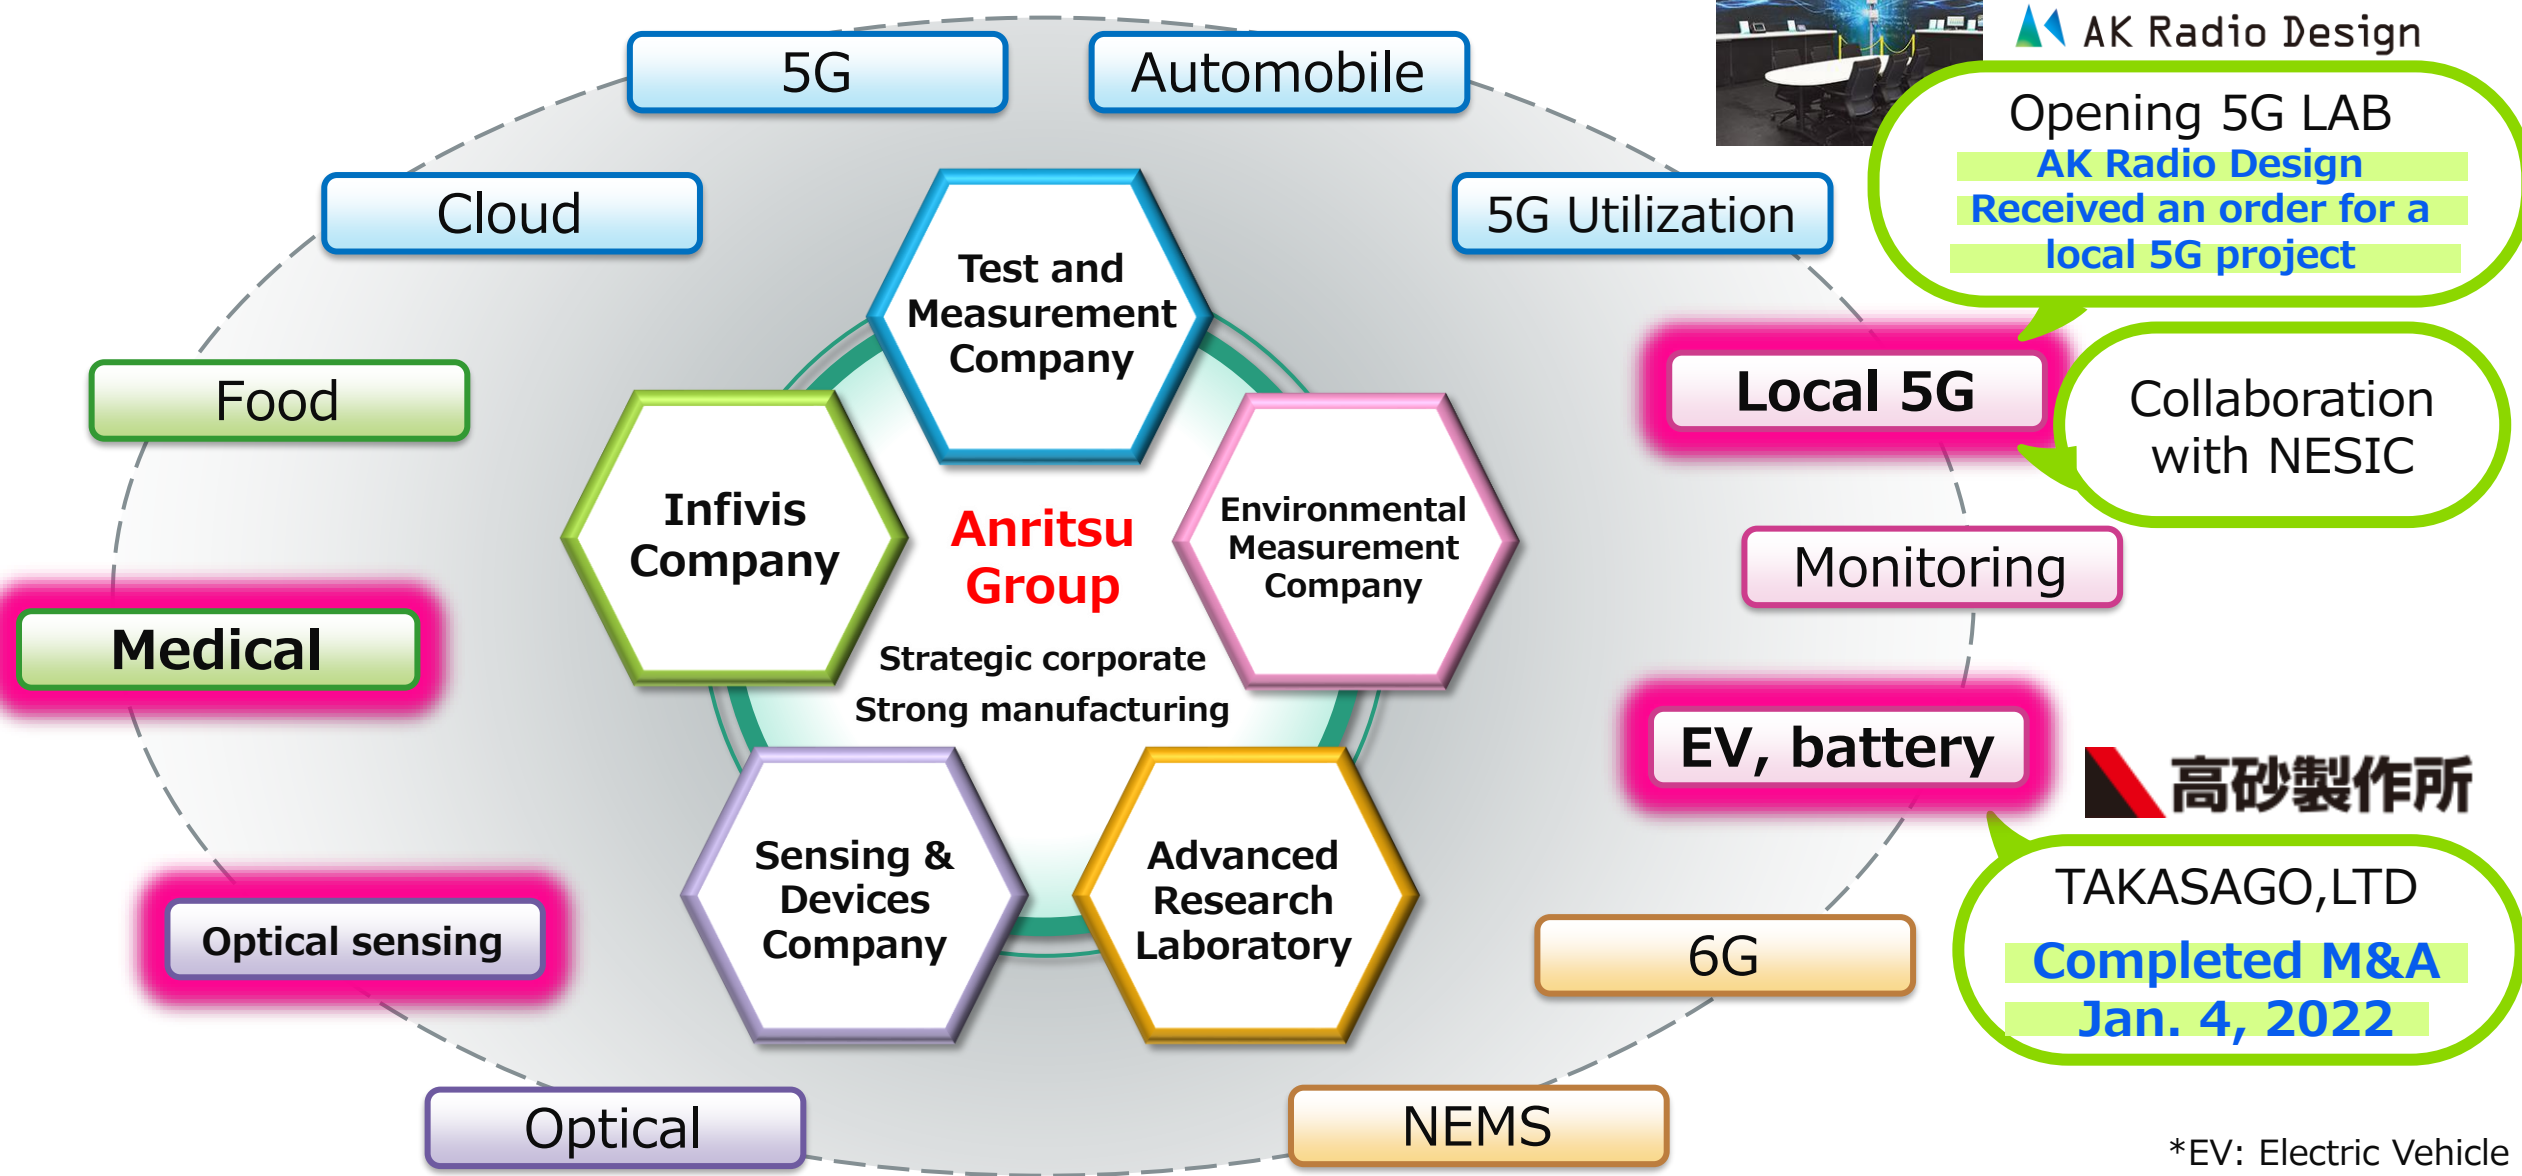 AK Radio Design
5G
Automobile
Opening 5G LAB
AK Radio Design
Received an order for a
local 5G project
Cloud
5G Utilization
Test and
Measurement
Company
Food
Local 5G
Collaboration
with NESIC
Infivis
Company
Anritsu
Group
Strategic corporate
Strong manufacturing
Environmental
Measurement
Company
Monitoring
Medical
EV, battery
高砂製作所
TAKASAGO,LTD
Completed M&A
Jan. 4, 2022
Optical sensing
Sensing &
Devices
Company
Advanced
Research
Laboratory
6G
Optical
NEMS
*EV: Electric Vehicle